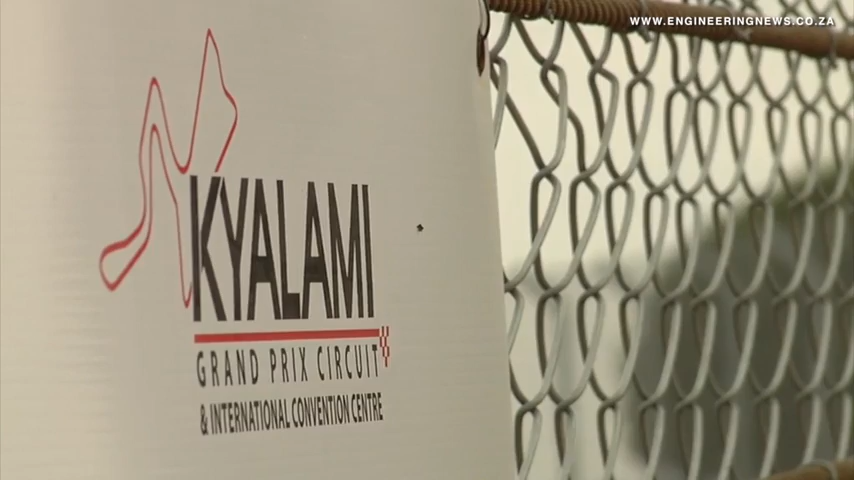 WWW.ENGINEERINGNEWS.CO.ZA
KYALAMI
GRAND PRIX CIRCUIT
& INTERNATIONAL CONVENTION CENTRE